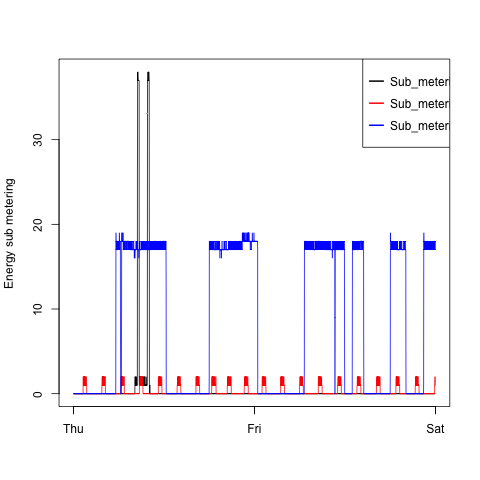 Sub_meteri
Sub_meteri
Sub_meteri
Energy sub metering
30
20
10
0
Thu Fri Sat